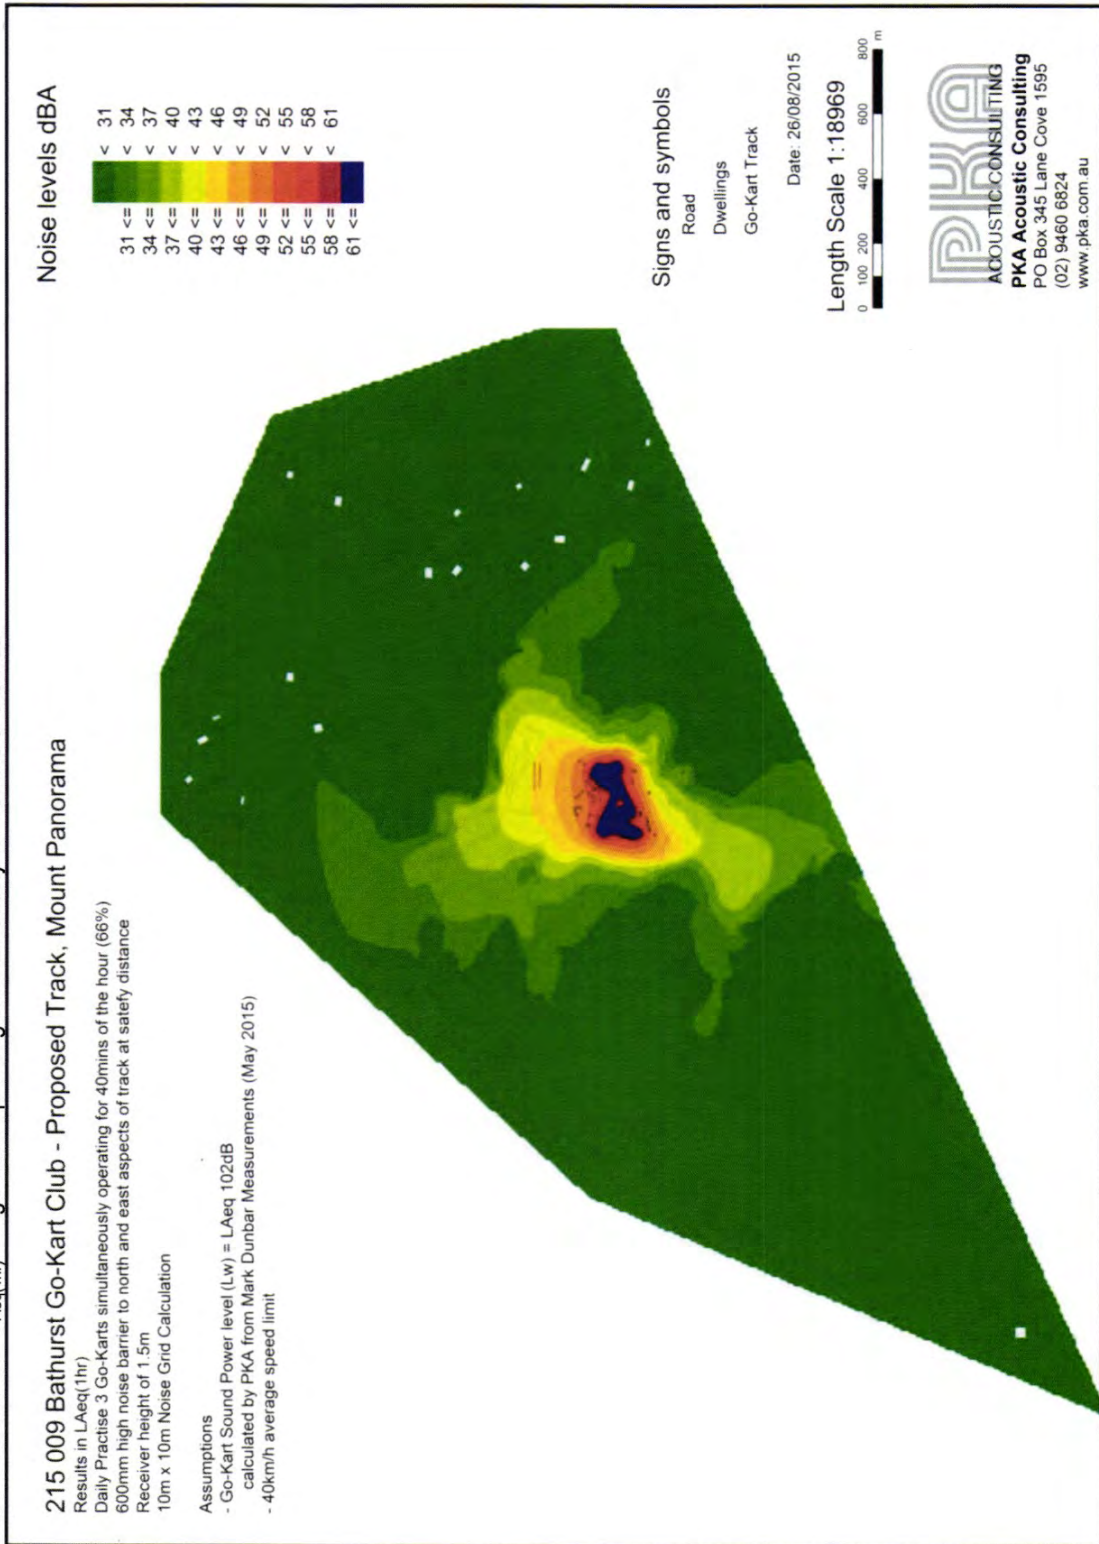 215 009 Bathurst Go-Kart Club - Proposed Track, Mount Panorama
Results in LAeq(1hr)
Daily Practise 3 Go-Karts simultaneously operating for 40mins of the hour (66%)
600mm high noise barrier to north and east aspects of track at satefy distance
Receiver height of 1.5m
10m x 10m Noise Grid Calculation
Assumptions
- Go-Kart Sound Power level (Lw) = LAeq 102dB
calculated by PKA from Mark Dunbar Measurements (May 2015)
- 40km/h average speed limit
Noise levels dBA
< 31
31 <= < 34
34 <= < 37
37 <= < 40
40 <= < 43
43 <= < 46
46 <= < 49
49 <= < 52
52 <= < 55
55 <= < 58
58 <= < 61
61 <=
Signs and symbols
Road
Dwellings
Go-Kart Track
Date: 26/08/2015
Length Scale 1:18969
0 100 200 400 600 800
m
PKA
ACOUSTIC CONSULTING
PKA Acoustic Consulting
PO Box 345 Lane Cove 1595
(02) 9460 6824
www.pka.com.au